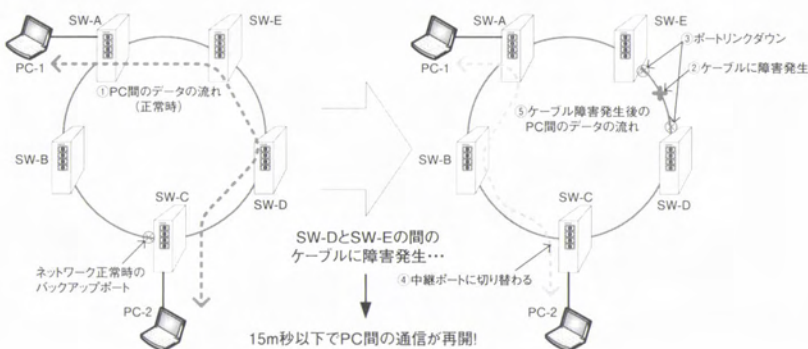 SW-A
SW-E
PC-1
①PC間のデータの流れ
(正常時)
SW-B
SW-C
SW-D
ネットワーク正常時の
バックアップポート
PC-2
SW-DとSW-Eの間の
ケーブルに障害発生…
15m秒以下でPC間の通信が再開!
SW-A
SW-E
③ポートリンクダウン
②ケーブルに障害発生
PC-1
⑤ケーブル障害発生後の
PC間のデータの流れ
SW-B
SW-C
SW-D
④中継ポートに切り替わる
PC-2